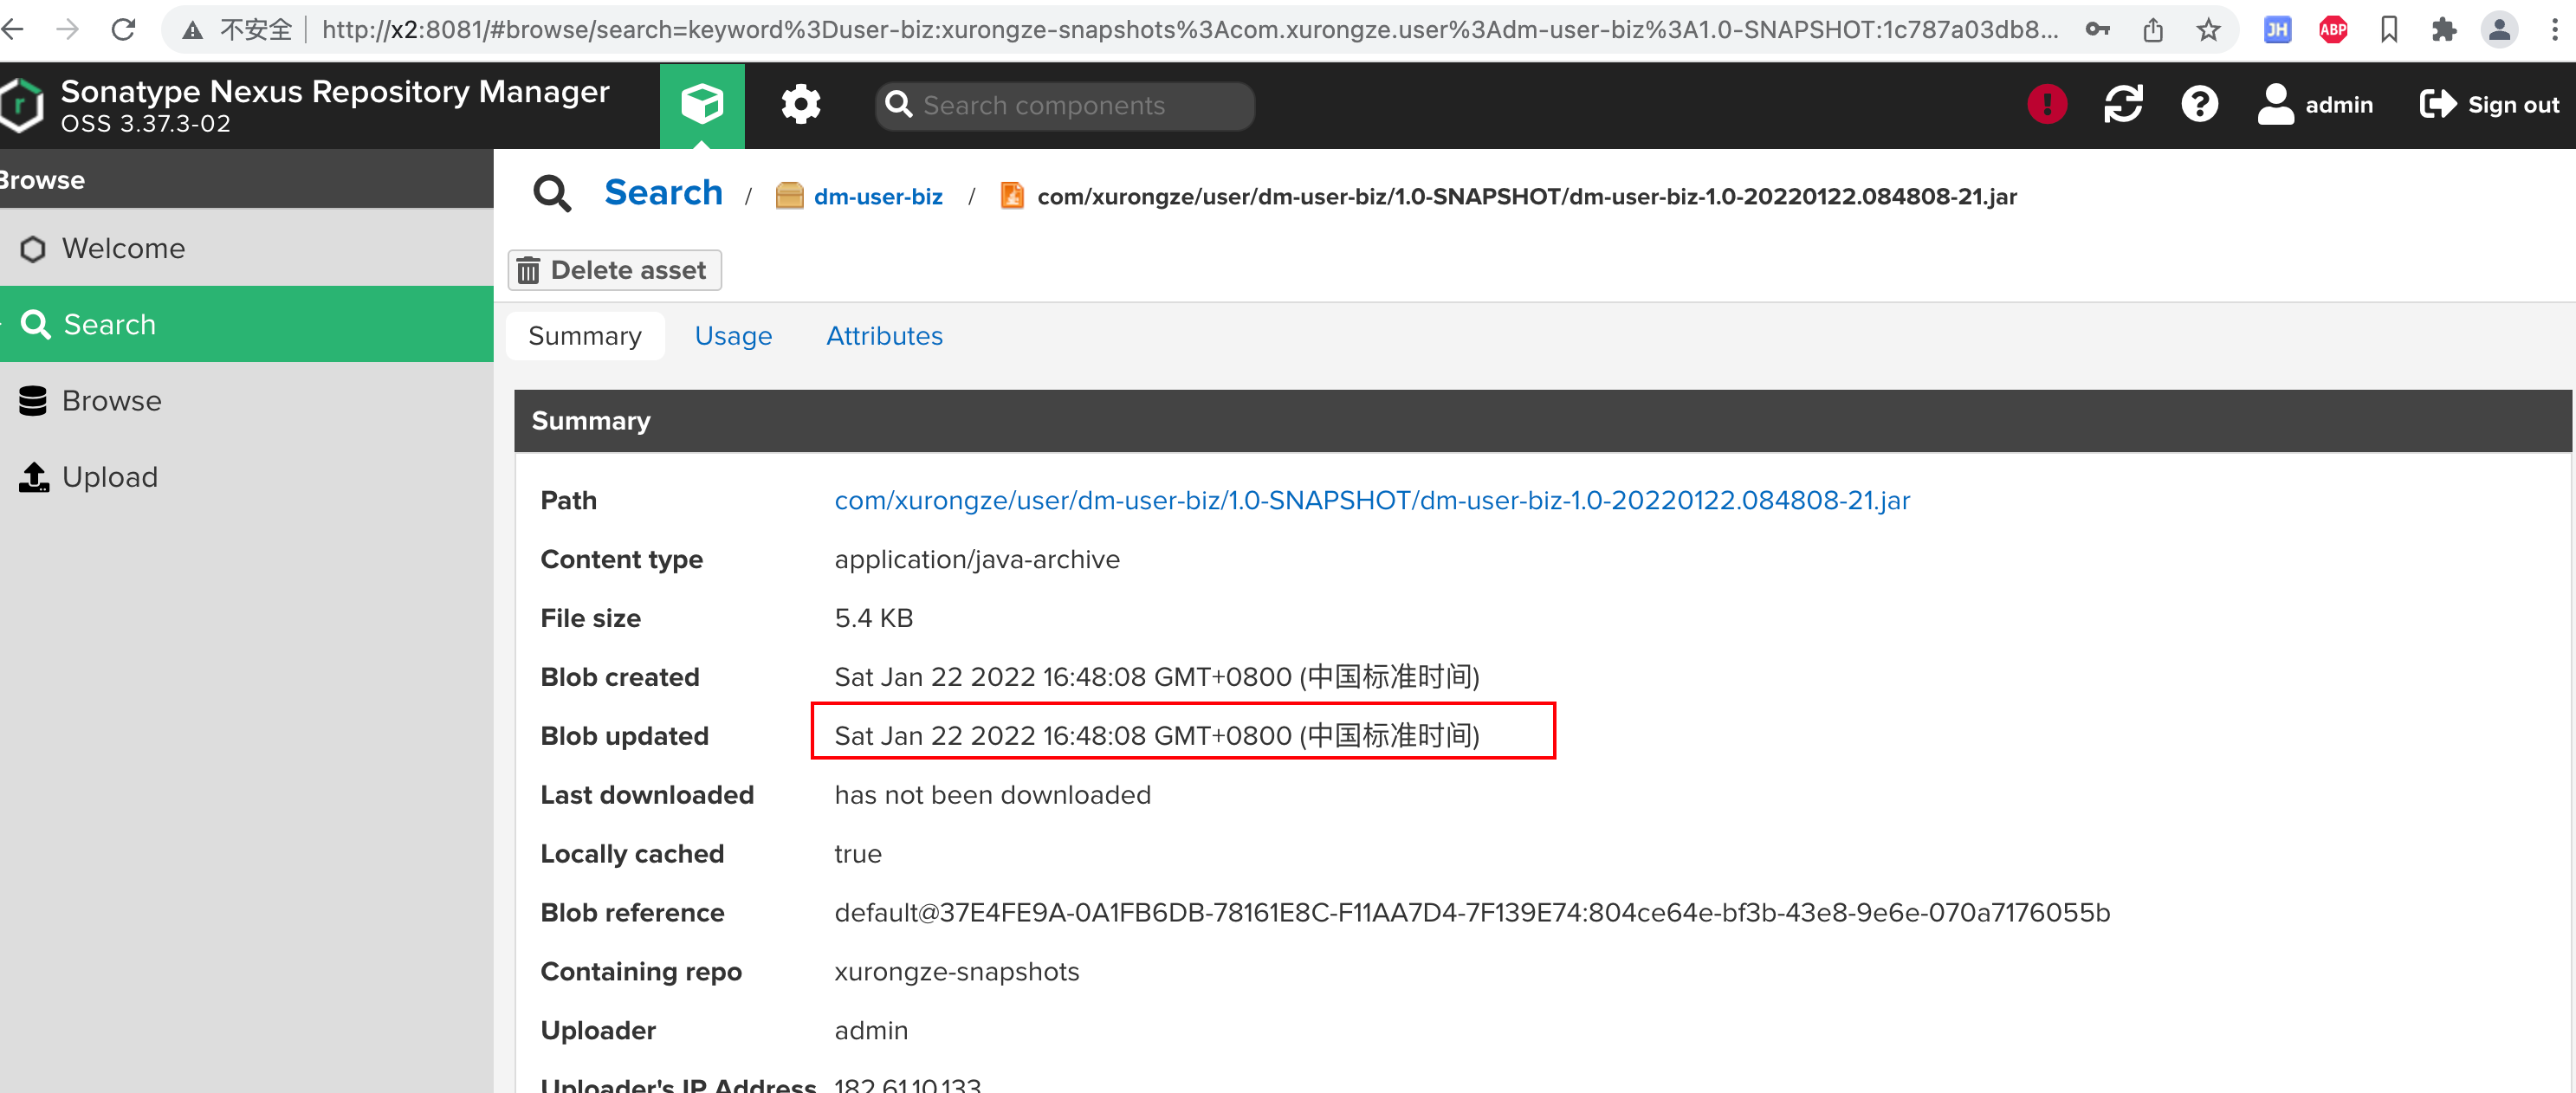 不安全 http://x2:8081/#browse/search=keyword%3Duser-biz:xurongze-snapshots%3Acom.xurongze.user%3Adm-user-biz%3A1.0-SNAPSHOT:1c787a03db8... JH ABP
Sonatype Nexus Repository Manager
OSS 3.37.3-02
Search components
admin Sign out
Browse
Welcome
Search
Browse
Upload
Search / dm-user-biz / com/xurongze/user/dm-user-biz/1.0-SNAPSHOT/dm-user-biz-1.0-20220122.084808-21.jar
Delete asset
Summary Usage Attributes
Summary
Path com/xurongze/user/dm-user-biz/1.0-SNAPSHOT/dm-user-biz-1.0-20220122.084808-21.jar
Content type application/java-archive
File size 5.4 KB
Blob created Sat Jan 22 2022 16:48:08 GMT+0800 (中国标准时间)
Blob updated Sat Jan 22 2022 16:48:08 GMT+0800 (中国标准时间)
Last downloaded has not been downloaded
Locally cached true
Blob reference default@37E4FE9A-0A1FB6DB-78161E8C-F11AA7D4-7F139E74:804ce64e-bf3b-43e8-9e6e-070a7176055b
Containing repo xurongze-snapshots
Uploader admin
Uploader's IP Address 182.61.10.133